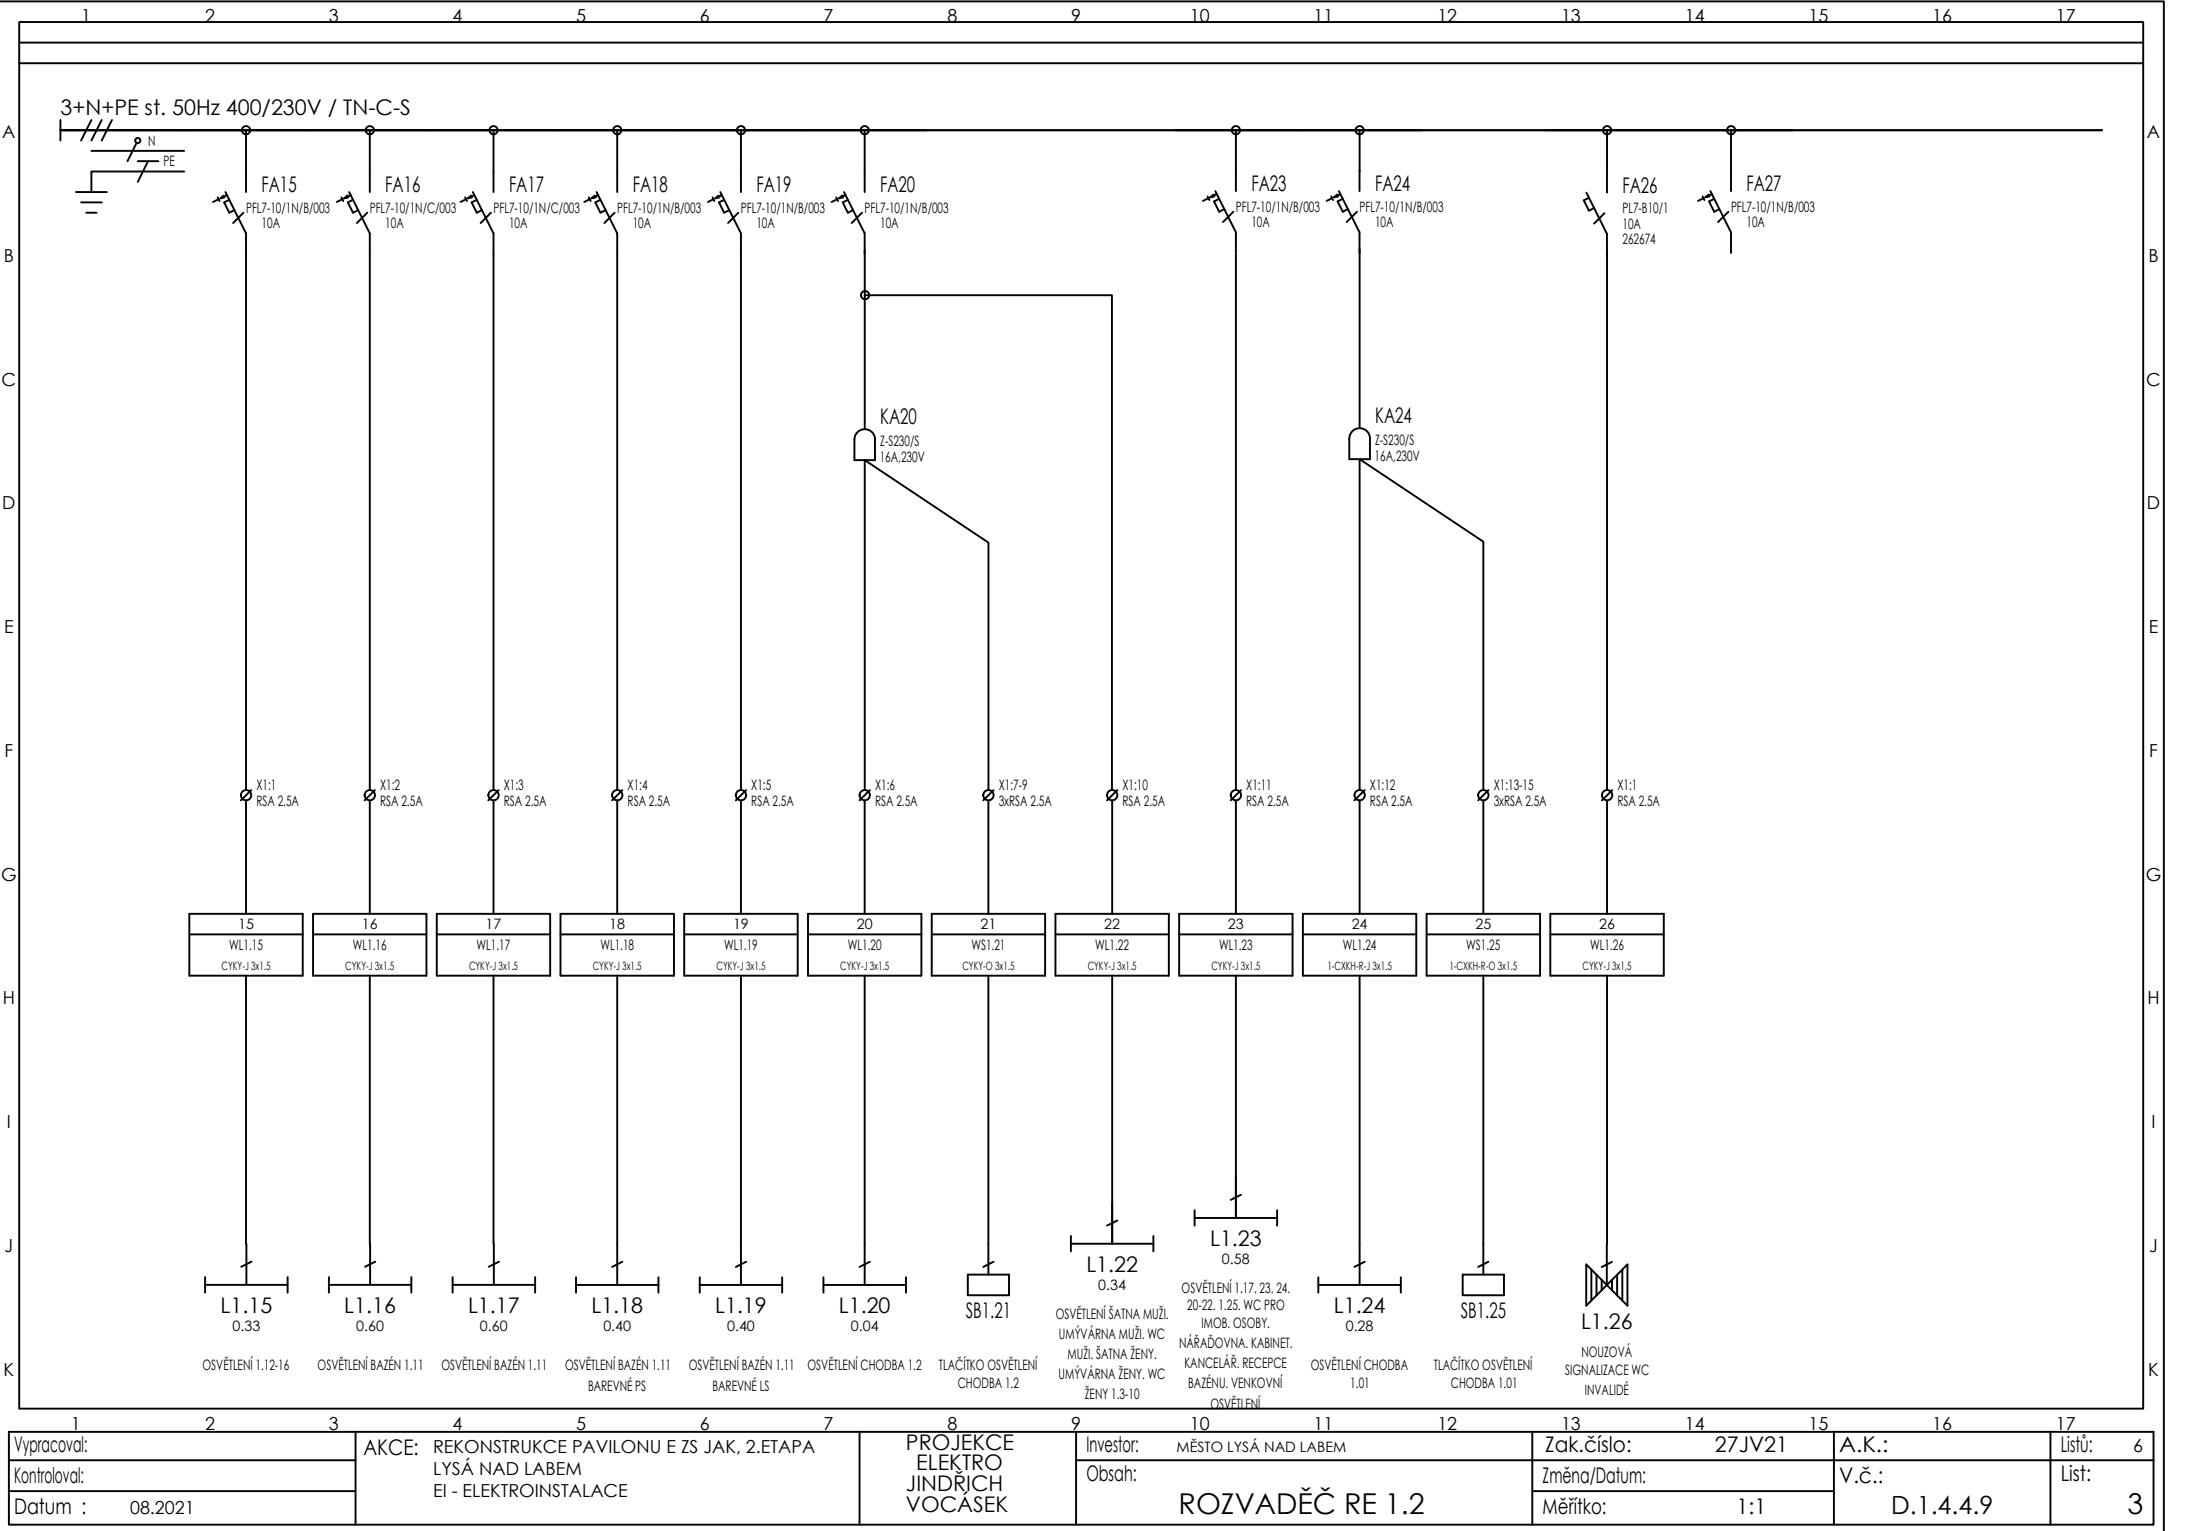 1 2 3 4 5 6 7 8 9 10 11 12 13 14 15 16 17
3+N+PE st. 50Hz 400/230V / TN-C-S
A A
N
PE
FA15
PFL7-10/1N/B/003
10A
FA16
PFL7-10/1N/C/003
10A
FA17
PFL7-10/1N/C/003
10A
FA18
PFL7-10/1N/B/003
10A
FA19
PFL7-10/1N/B/003
10A
FA20
PFL7-10/1N/B/003
10A
FA23
PFL7-10/1N/B/003
10A
FA24
PFL7-10/1N/B/003
10A
FA26
PL7-B10/1
10A
262674
FA27
PFL7-10/1N/B/003
10A
B B
C C
KA20
Z-S230/S
16A,230V
KA24
Z-S230/S
16A,230V
D D
E E
F F
X1:1
RSA 2.5A
X1:2
RSA 2.5A
X1:3
RSA 2.5A
X1:4
RSA 2.5A
X1:5
RSA 2.5A
X1:6
RSA 2.5A
X1:7-9
3xRSA 2.5A
X1:10
RSA 2.5A
X1:11
RSA 2.5A
X1:12
RSA 2.5A
X1:13-15
3xRSA 2.5A
X1:1
RSA 2.5A
G G
15
WL1.15
CYKY-J 3x1.5
16
WL1.16
CYKY-J 3x1.5
17
WL1.17
CYKY-J 3x1.5
18
WL1.18
CYKY-J 3x1.5
19
WL1.19
CYKY-J 3x1.5
20
WL1.20
CYKY-J 3x1.5
21
WS1.21
CYKY-O 3x1.5
22
WL1.22
CYKY-J 3x1.5
23
WL1.23
CYKY-J 3x1.5
24
WL1.24
1-CXKH-R-J 3x1.5
25
WS1.25
1-CXKH-R-O 3x1.5
26
WL1.26
CYKY-J 3x1,5
H H
I I
J J
L1.15
0.33
OSVĚTLENÍ 1.12-16
L1.16
0.60
OSVĚTLENÍ BAZÉN 1.11
L1.17
0.60
OSVĚTLENÍ BAZÉN 1.11
L1.18
0.40
OSVĚTLENÍ BAZÉN 1.11
BAREVNÉ PS
L1.19
0.40
OSVĚTLENÍ BAZÉN 1.11
BAREVNÉ LS
L1.20
0.04
OSVĚTLENÍ CHODBA 1.2
SB1.21
TLAČÍTKO OSVĚTLENÍ
CHODBA 1.2
L1.22
0.34
OSVĚTLENÍ ŠATNA MUŽI.
UMÝVÁRNA MUŽI. WC
MUŽI. ŠATNA ŽENY.
UMÝVÁRNA ŽENY. WC
ŽENY 1.3-10
L1.23
0.58
OSVĚTLENÍ 1.17. 23. 24.
20-22. 1.25. WC PRO
IMOB. OSOBY.
NÁŘAĎOVNA. KABINET.
KANCELÁŘ. RECEPCE
BAZÉNU. VENKOVNÍ
OSVĚTLENÍ
L1.24
0.28
OSVĚTLENÍ CHODBA
1.01
SB1.25
TLAČÍTKO OSVĚTLENÍ
CHODBA 1.01
L1.26
NOUZOVÁ
SIGNALIZACE WC
INVALIDÉ
K K
1 2 3 4 5 6 7 8 9 10 11 12 13 14 15 16 17
Vypracoval:
Kontroloval:
Datum : 08.2021
AKCE: REKONSTRUKCE PAVILONU E ZS JAK, 2.ETAPA
LYSÁ NAD LABEM
EI - ELEKTROINSTALACE
PROJEKCE
ELEKTRO
JINDŘICH
VOCÁSEK
Investor: MĚSTO LYSÁ NAD LABEM
Obsah:
ROZVADĚČ RE 1.2
Zak.číslo: 27JV21
Změna/Datum:
Měřítko: 1:1
A.K.:
V.č.:
D.1.4.4.9
Listů: 6
List:
3